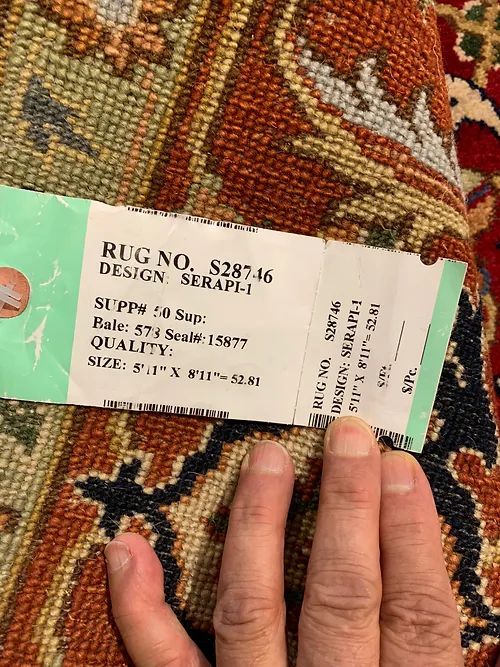 RUG NO. S28746
DESIGN: SERAPI-1
SUPP# 50 Sup:
Bale: 578 Seal#:15877
QUALITY:
SIZE: 5'11" X 8'11"= 52.81
RUG NO. S28746
DESIGN: SERAPI-1
5'11" X 8'11"= 52.81
$/Pc.